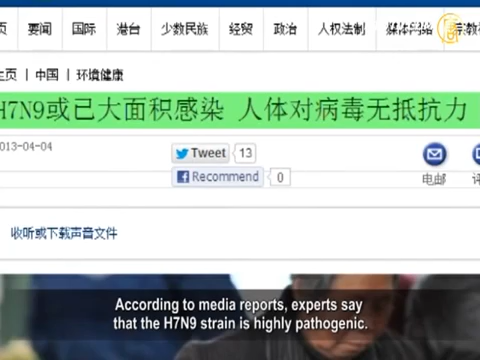 页 要闻 国际 港台 少数民族 经贸 政治 人权法制
主页 | 中国 | 环境健康
H7N9或已大面积感染 人体对病毒无抵抗力
2013-04-04
Tweet 13
Recommend 0
电邮
收听或下载声音文件
According to media reports, experts say
that the H7N9 strain is highly pathogenic.